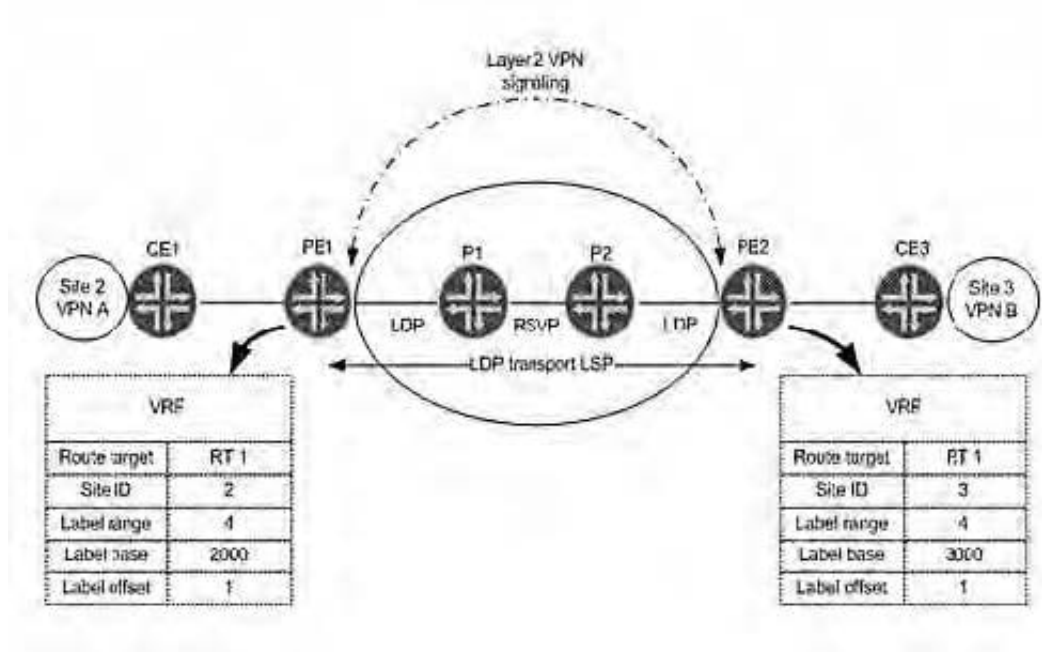 Layer 2 VPN
signaling
CE1
PE1
P1
P2
PE2
CE3
Site 2
VPN A
Site 3
VPN B
LDP
RSVP
LDP
LDP transport LSP
VRF
Route target RT 1
Site ID 2
Label range 4
Label base 2000
Label offset 1
VRF
Route target RT 1
Site ID 3
Label range 4
Label base 3000
Label offset 1